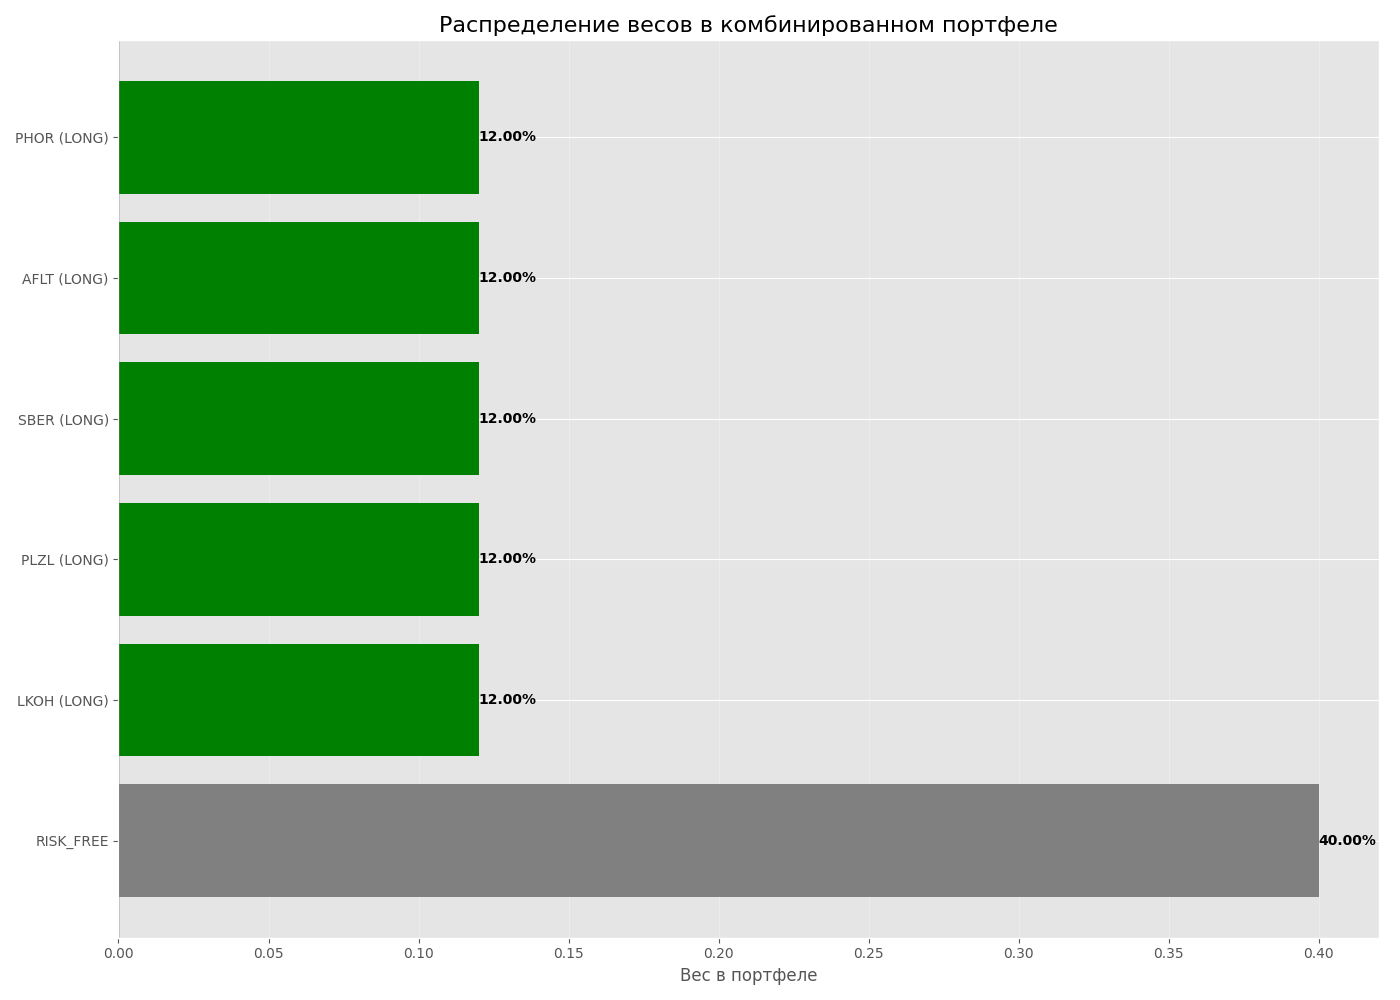 Распределение весов в комбинированном портфеле
PHOR (LONG)
12.00%
AFLT (LONG)
12.00%
SBER (LONG)
12.00%
PLZL (LONG)
12.00%
LKOH (LONG)
12.00%
RISK_FREE
40.00%
0.00 0.05 0.10 0.15 0.20 0.25 0.30 0.35 0.40
Вес в портфеле